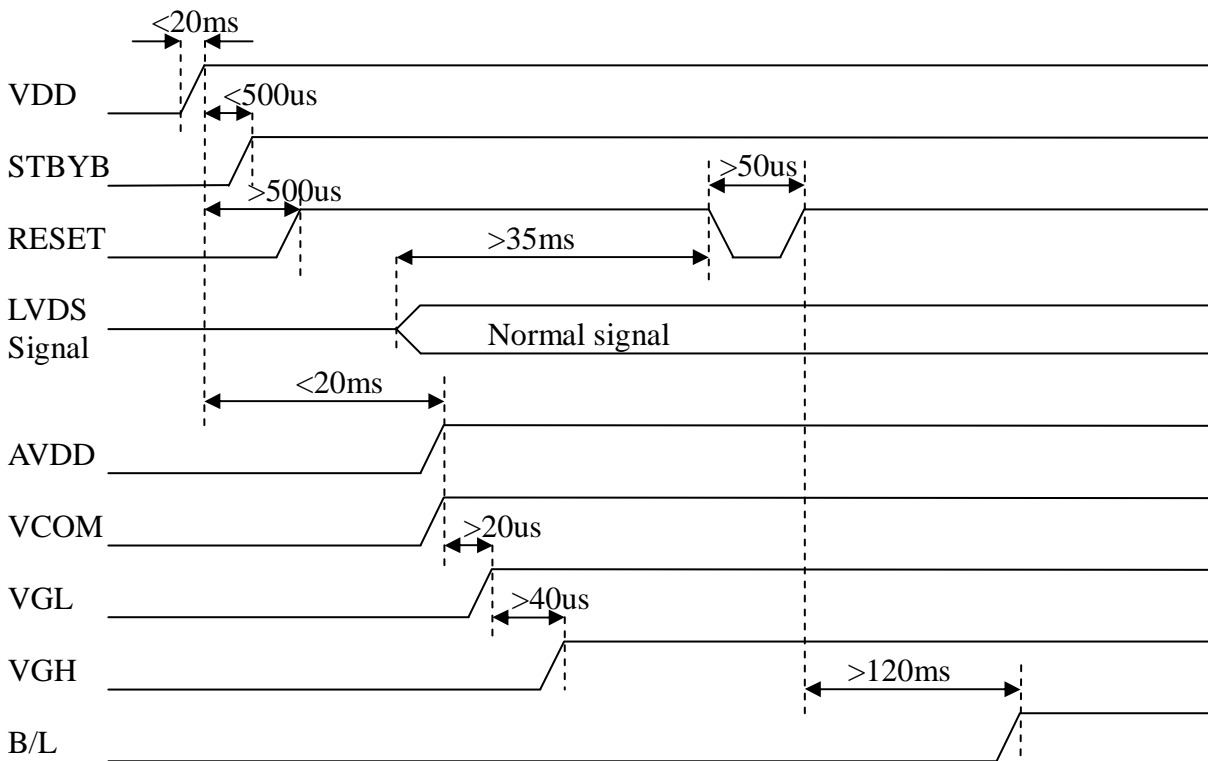 <20ms
VDD
<500us
STBYB
>500us
>50us
RESET
>35ms
LVDS
Signal
Normal signal
<20ms
AVDD
VCOM
>20us
VGL
>40us
VGH
>120ms
B/L